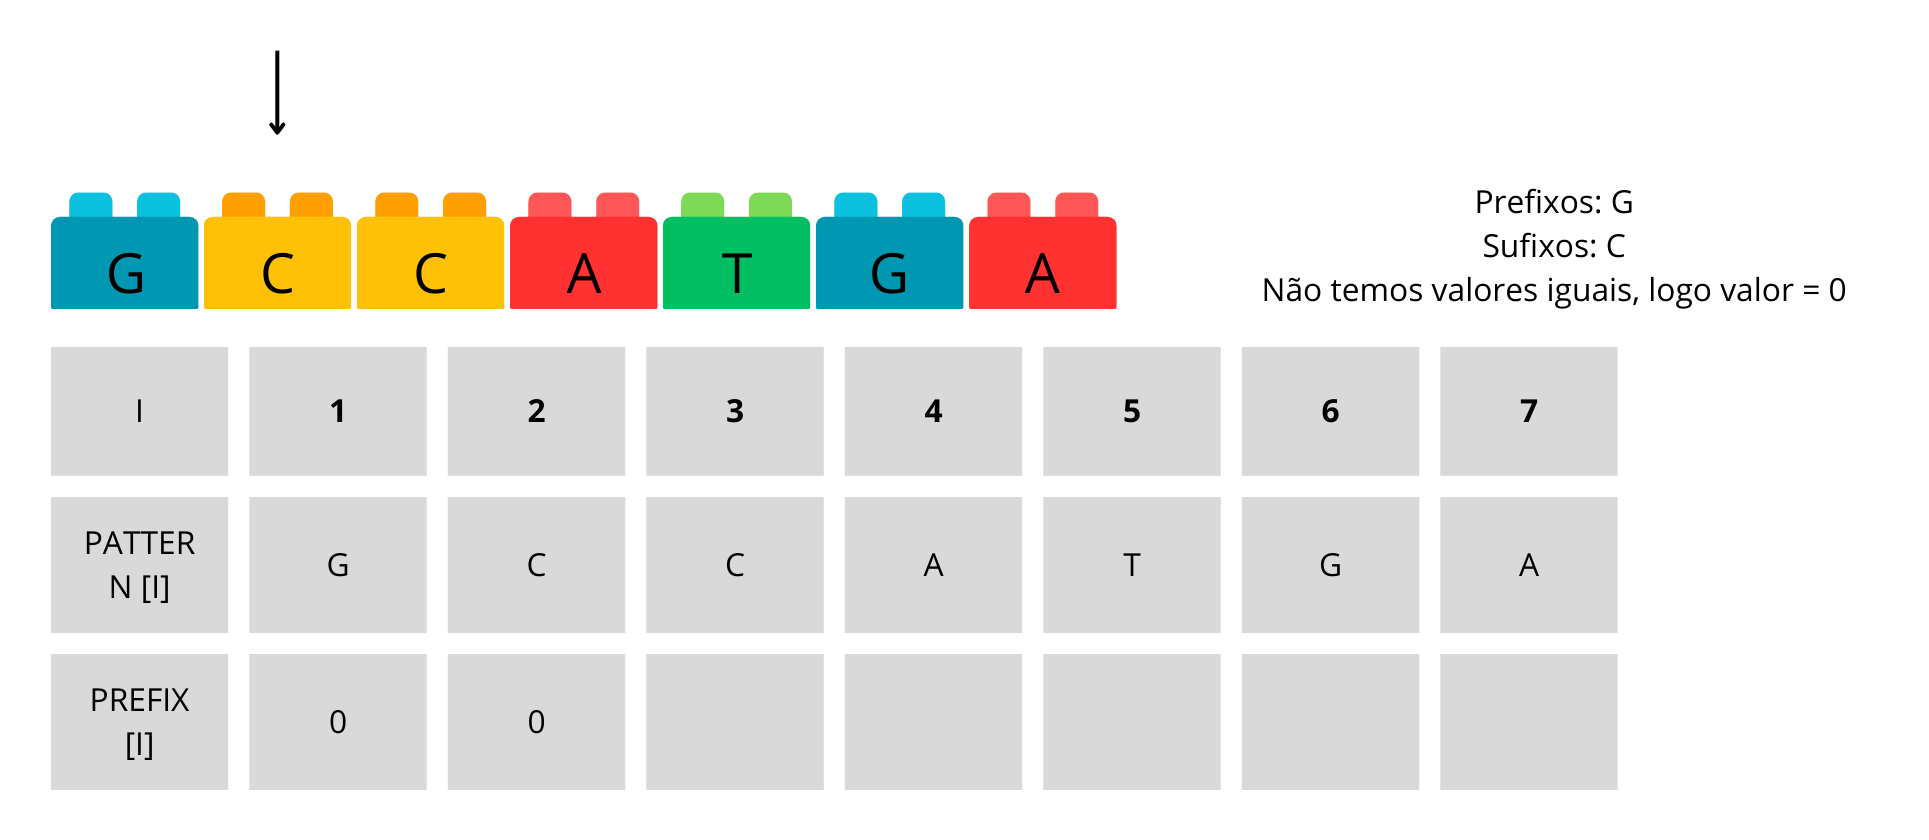 G C C A T G A
Prefixos: G
Sufixos: C
Não temos valores iguais, logo valor = 0
I 1 2 3 4 5 6 7
PATTER
N [I] G C C A T G A
PREFIX
[I] 0 0